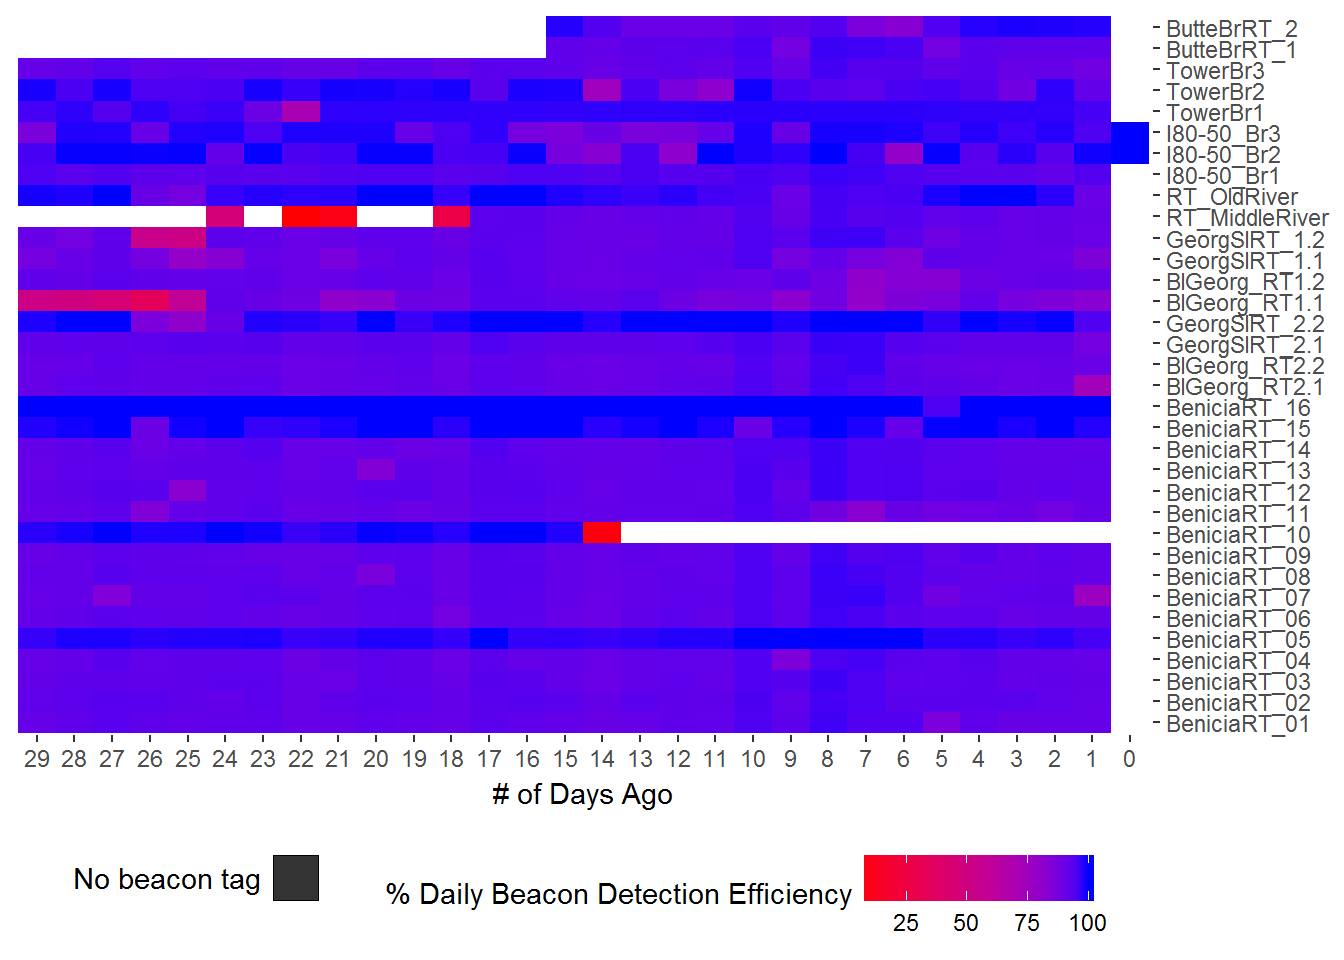 ButteBrRT_2
ButteBrRT_1
TowerBr3
TowerBr2
TowerBr1
I80-50_Br3
I80-50_Br2
I80-50_Br1
RT_OldRiver
RT_MiddleRiver
GeorgSlRT_1.2
GeorgSlRT_1.1
BlGeorg_RT1.2
BlGeorg_RT1.1
GeorgSlRT_2.2
GeorgSlRT_2.1
BlGeorg_RT2.2
BlGeorg_RT2.1
BeniciaRT_16
BeniciaRT_15
BeniciaRT_14
BeniciaRT_13
BeniciaRT_12
BeniciaRT_11
BeniciaRT_10
BeniciaRT_09
BeniciaRT_08
BeniciaRT_07
BeniciaRT_06
BeniciaRT_05
BeniciaRT_04
BeniciaRT_03
BeniciaRT_02
BeniciaRT_01
29 28 27 26 25 24 23 22 21 20 19 18 17 16 15 14 13 12 11 10 9 8 7 6 5 4 3 2 1 0
# of Days Ago
No beacon tag
% Daily Beacon Detection Efficiency
25 50 75 100